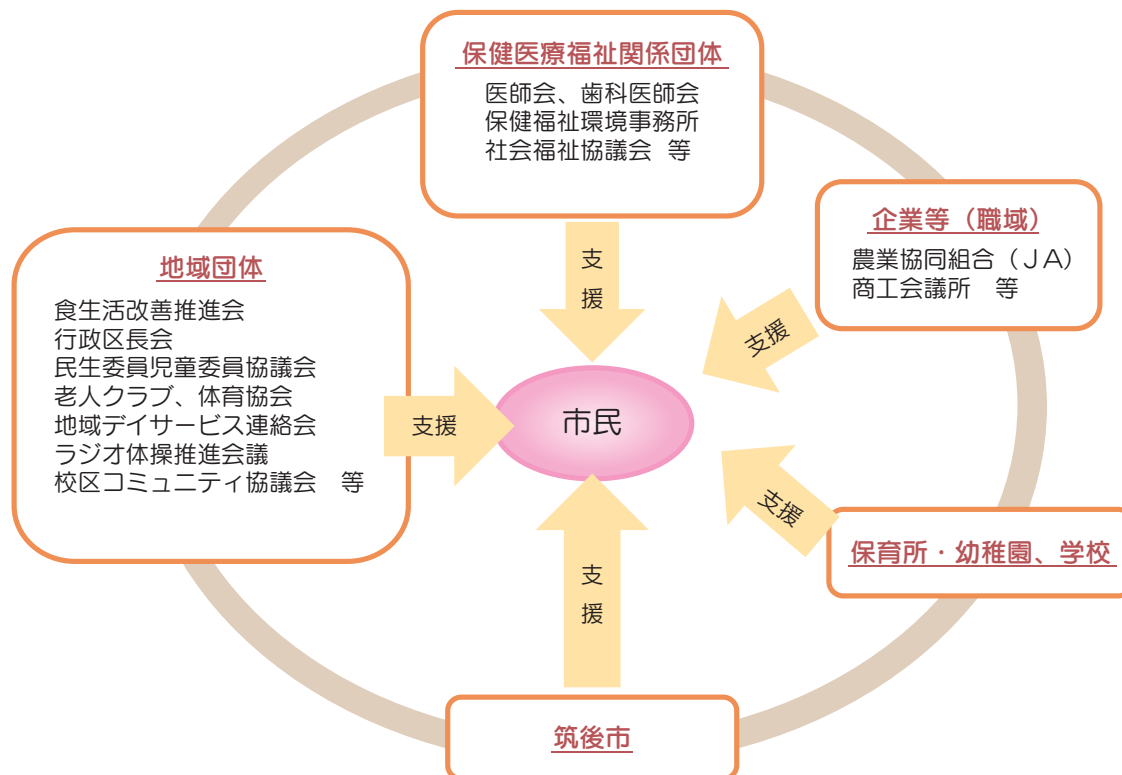 保健医療福祉関係団体
医師会、歯科医師会
保健福祉環境事務所
社会福祉協議会 等
支
援
企業等（職域）
農業協同組合（ＪＡ）
商工会議所　等
支援
地域団体
食生活改善推進会
行政区長会
民生委員児童委員協議会
老人クラブ、体育協会
地域デイサービス連絡会
ラジオ体操推進会議
校区コミュニティ協議会　等
支援
市民
支援
保育所・幼稚園、学校
支
援
筑後市